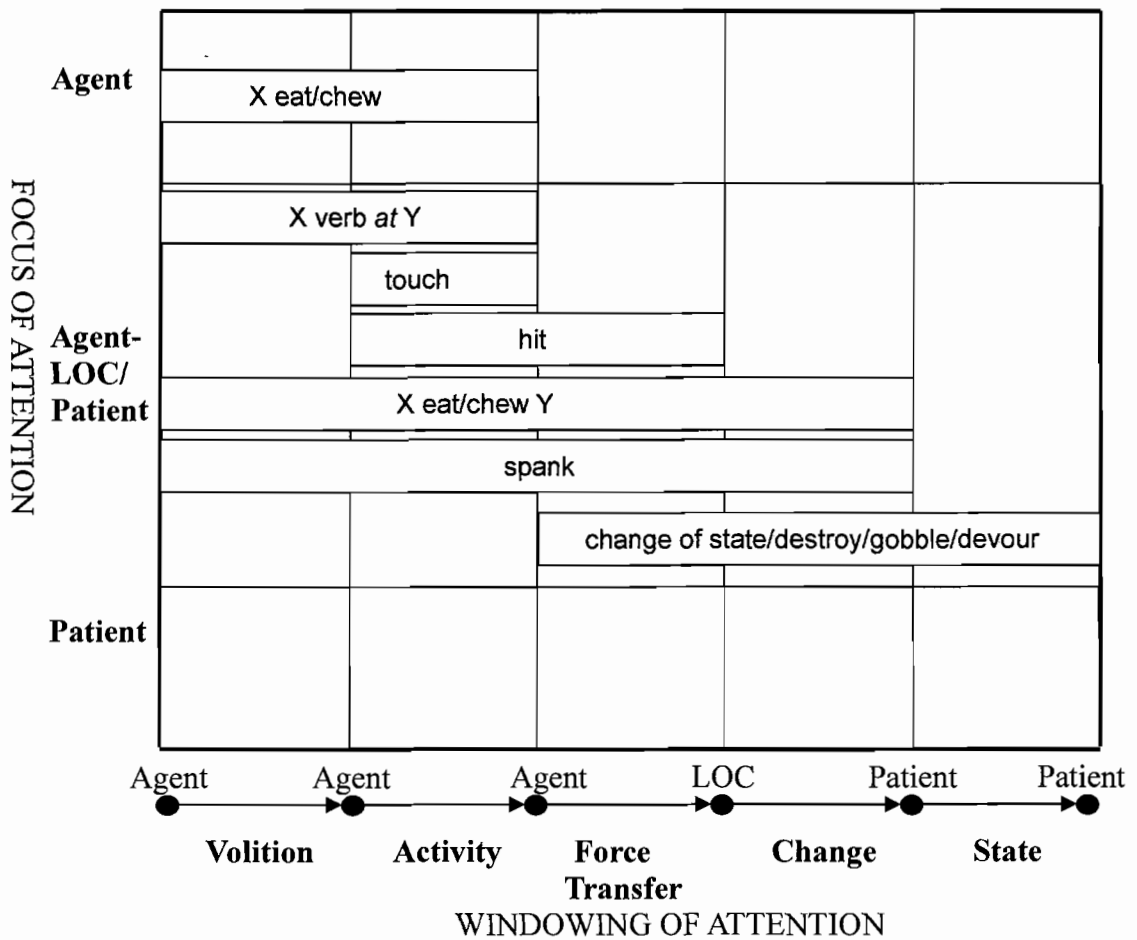 Agent
X eat/chew
X verb at Y
touch
hit
Agent-
LOC/
Patient
X eat/chew Y
spank
change of state/destroy/gobble/devour
Patient
FOCUS OF ATTENTION
Agent Agent Agent LOC Patient Patient
Volition Activity Force Change State
Transfer
WINDOWING OF ATTENTION